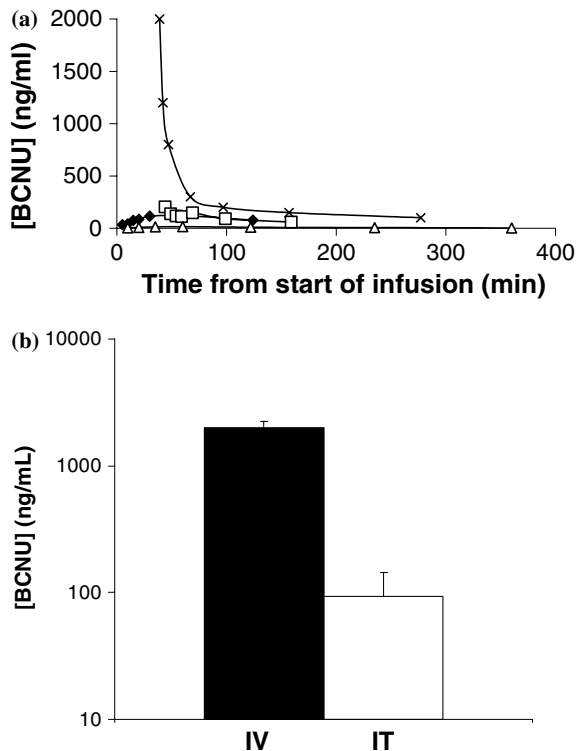 (a)
[BCNU] (ng/ml)
2000
1500
1000
500
0
0 100 200 300 400
Time from start of infusion (min)
(b)
[BCNU] (ng/mL)
10000
1000
100
10
IV IT